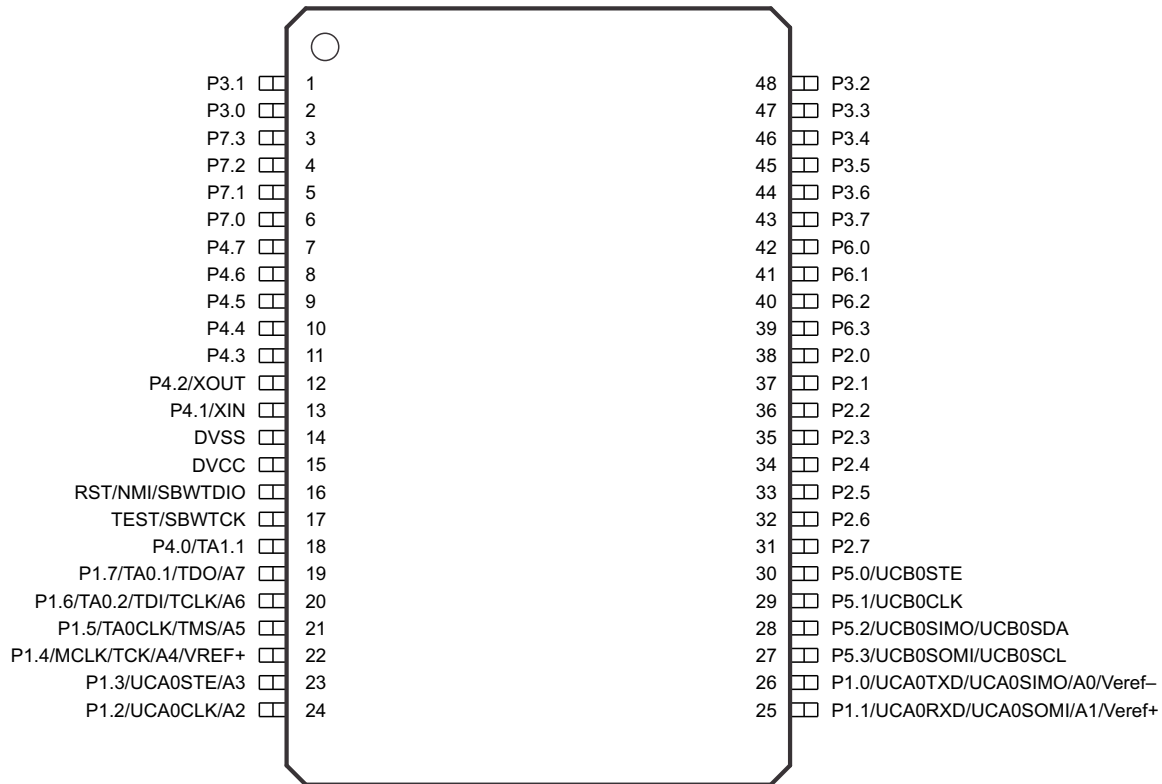 P3.1 1 48 P3.2
P3.0 2 47 P3.3
P7.3 3 46 P3.4
P7.2 4 45 P3.5
P7.1 5 44 P3.6
P7.0 6 43 P3.7
P4.7 7 42 P6.0
P4.6 8 41 P6.1
P4.5 9 40 P6.2
P4.4 10 39 P6.3
P4.3 11 38 P2.0
P4.2/XOUT 12 37 P2.1
P4.1/XIN 13 36 P2.2
DVSS 14 35 P2.3
DVCC 15 34 P2.4
RST/NMI/SBWTDIO 16 33 P2.5
TEST/SBWTCK 17 32 P2.6
P4.0/TA1.1 18 31 P2.7
P1.7/TA0.1/TDO/A7 19 30 P5.0/UCB0STE
P1.6/TA0.2/TDI/TCLK/A6 20 29 P5.1/UCB0CLK
P1.5/TA0CLK/TMS/A5 21 28 P5.2/UCB0SIMO/UCB0SDA
P1.4/MCLK/TCK/A4/VREF+ 22 27 P5.3/UCB0SOMI/UCB0SCL
P1.3/UCA0STE/A3 23 26 P1.0/UCA0TXD/UCA0SIMO/A0/Veref–
P1.2/UCA0CLK/A2 24 25 P1.1/UCA0RXD/UCA0SOMI/A1/Veref+